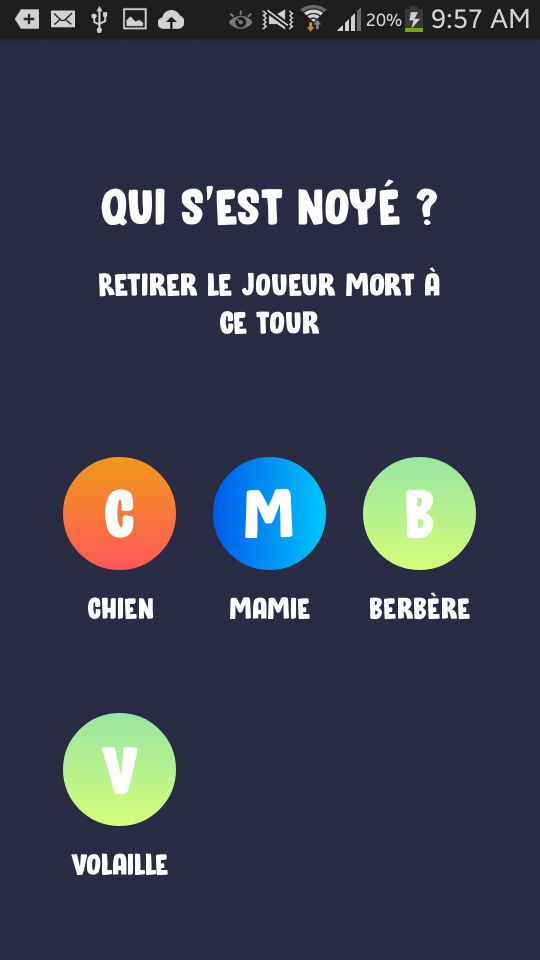 20% 9:57 AM
QUI S'EST NOYÉ ?
RETIRER LE JOUEUR MORT À
CE TOUR
C M B
CHIEN MAMIE BERBÈRE
V
VOLAILLE